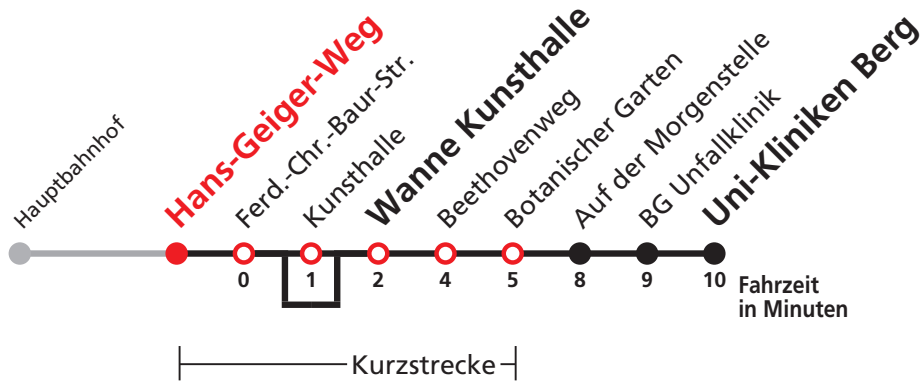 Hauptbahnhof
Hans-Geiger-Weg
Ferd.-Chr.-Baur-Str.
Kunsthalle
Wanne Kunsthalle
Beethovenweg
Botanischer Garten
Auf der Morgenstelle
BG Unfallklinik
Uni-Kliniken Berg
0 1 2 4 5 8 9 10
Fahrzeit
in Minuten
Kurzstrecke